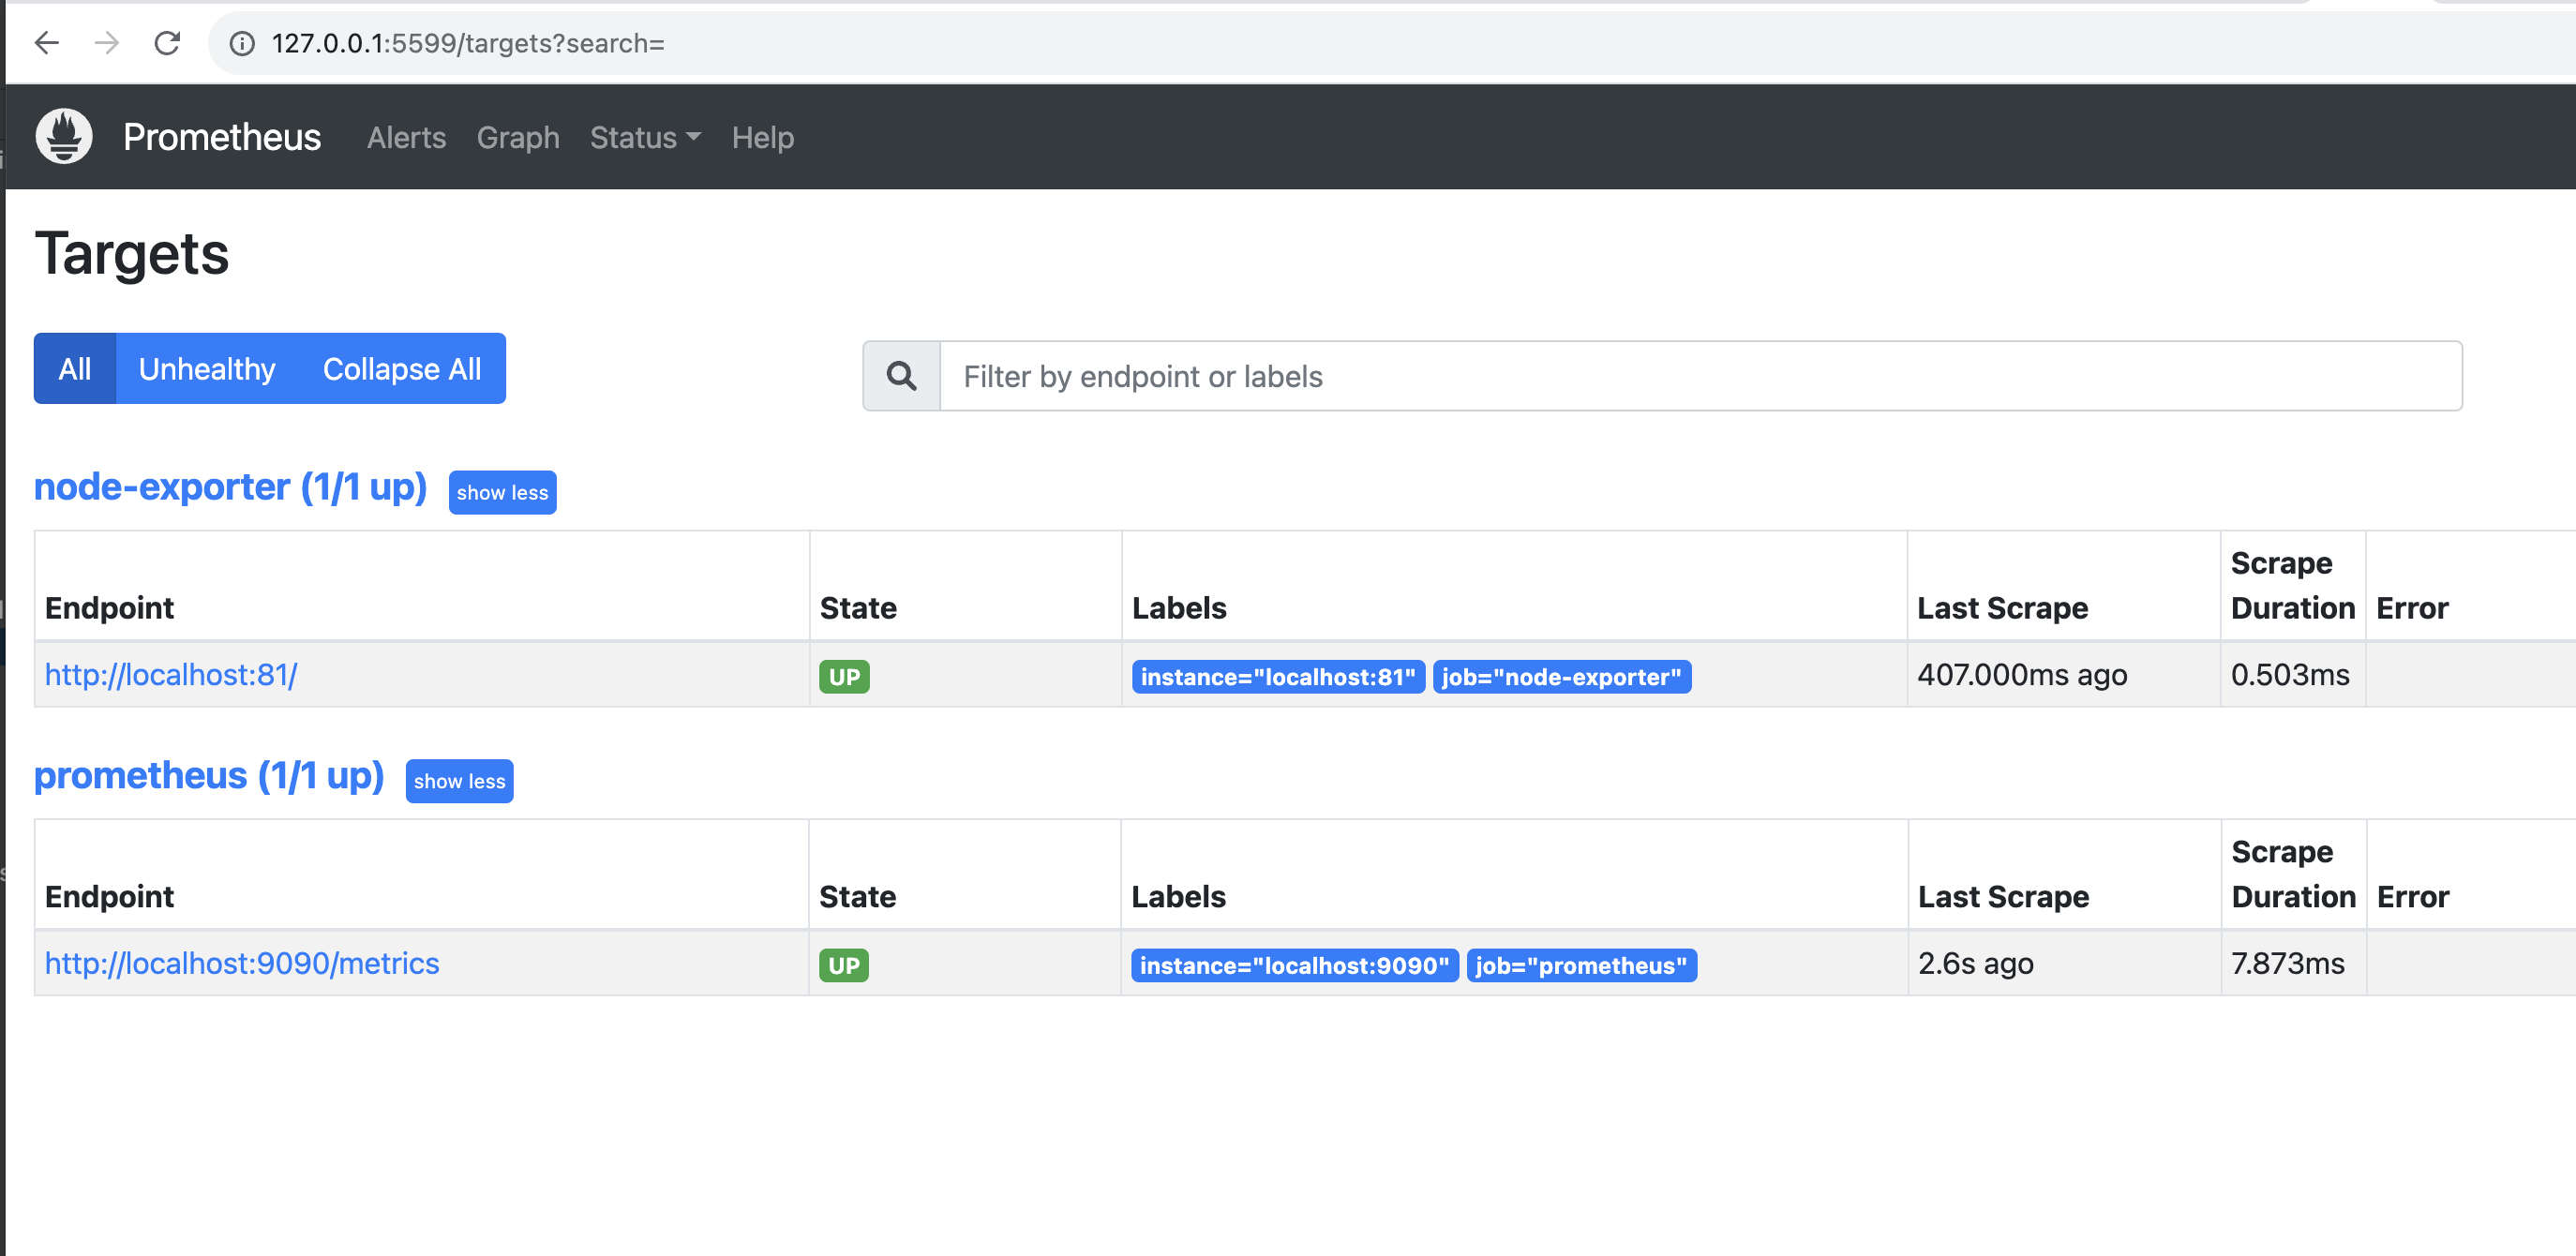 127.0.0.1:5599/targets?search=
Prometheus Alerts Graph Status Help
Targets
All Unhealthy Collapse All
Filter by endpoint or labels
node-exporter (1/1 up) show less
Endpoint State Labels Last Scrape Scrape Duration Error
http://localhost:81/ UP instance="localhost:81" job="node-exporter" 407.000ms ago 0.503ms
prometheus (1/1 up) show less
Endpoint State Labels Last Scrape Scrape Duration Error
http://localhost:9090/metrics UP instance="localhost:9090" job="prometheus" 2.6s ago 7.873ms